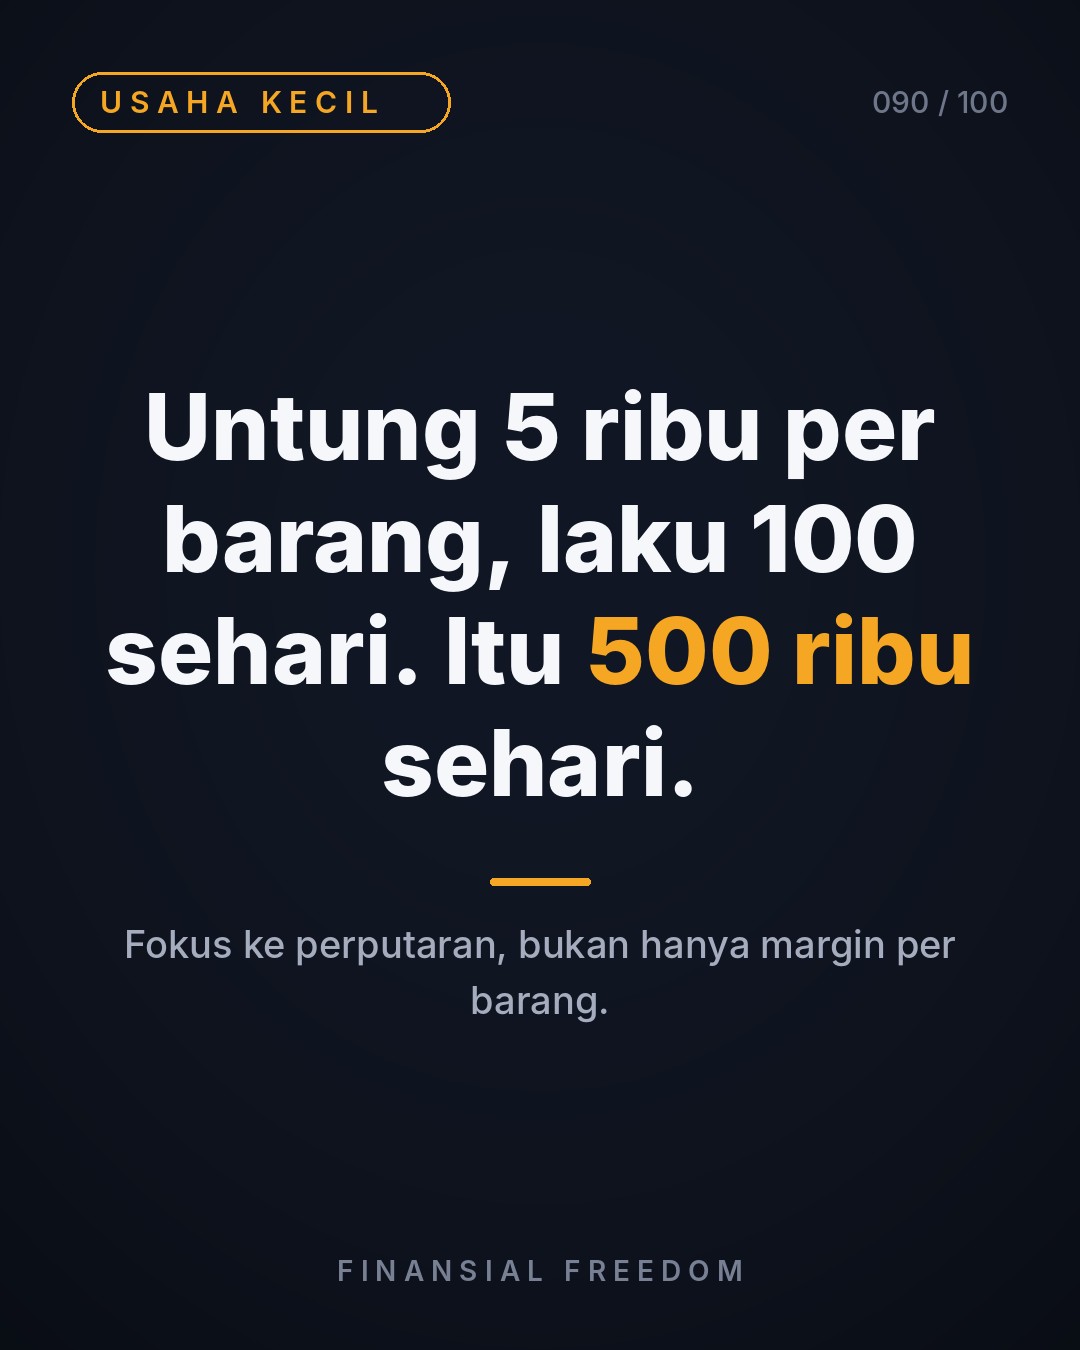 USAHA KECIL
090 / 100
Untung 5 ribu per
barang, laku 100
sehari. Itu 500 ribu
sehari.
Fokus ke perputaran, bukan hanya margin per
barang.
FINANSIAL FREEDOM